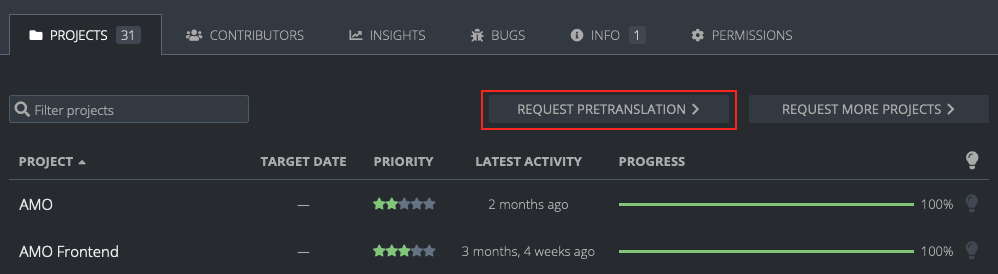 PROJECTS 31 CONTRIBUTORS INSIGHTS BUGS INFO 1 PERMISSIONS
Filter projects REQUEST PRETRANSLATION REQUEST MORE PROJECTS
PROJECT TARGET DATE PRIORITY LATEST ACTIVITY PROGRESS
AMO — 2 months ago 100%
AMO Frontend — 3 months, 4 weeks ago 100%